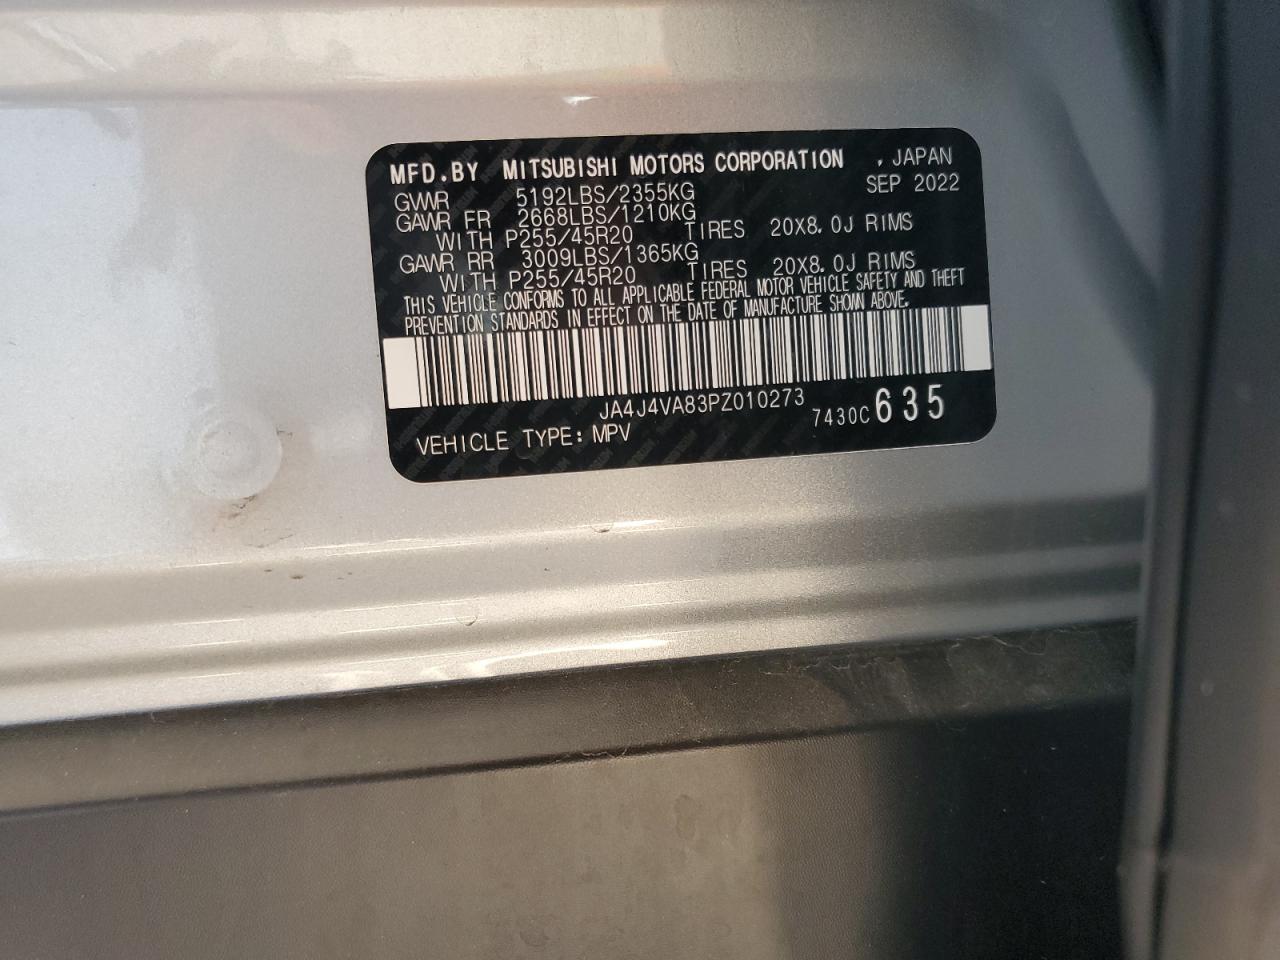 MFD.BY MITSUBISHI MOTORS CORPORATION , JAPAN
SEP 2022
GVWR 5192LBS/2355KG
GAWR FR 2668LBS/1210KG
WITH P255/45R20 TIRES 20X8.0J RIMS
GAWR RR 3009LBS/1365KG
WITH P255/45R20 TIRES 20X8.0J RIMS
THIS VEHICLE CONFORMS TO ALL APPLICABLE FEDERAL MOTOR VEHICLE SAFETY AND THEFT
PREVENTION STANDARDS IN EFFECT ON THE DATE OF MANUFACTURE SHOWN ABOVE.
JA4J4VA83PZ010273
7430C 635
VEHICLE TYPE: MPV